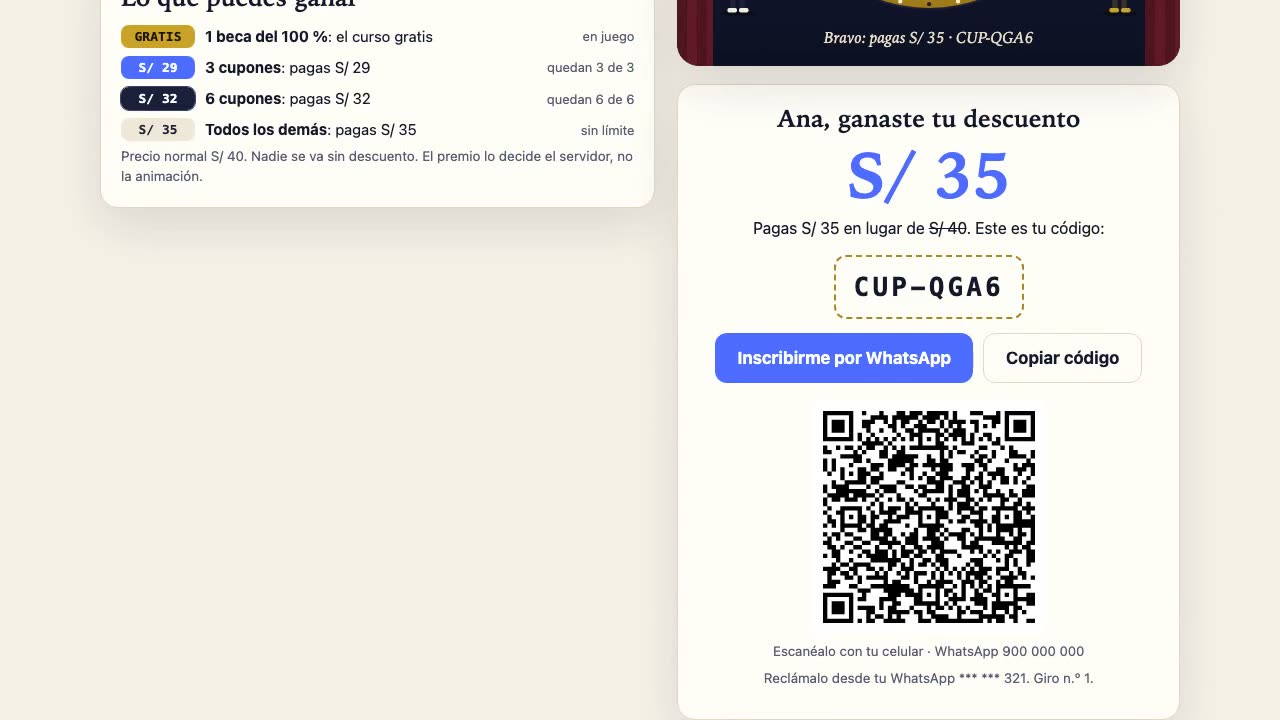 Lo que puedes ganar
GRATIS 1 beca del 100 %: el curso gratis en juego
S/ 29 3 cupones: pagas S/ 29 quedan 3 de 3
S/ 32 6 cupones: pagas S/ 32 quedan 6 de 6
S/ 35 Todos los demás: pagas S/ 35 sin límite
Precio normal S/ 40. Nadie se va sin descuento. El premio lo decide el servidor, no
la animación.
Bravo: pagas S/ 35 · CUP-QGA6
Ana, ganaste tu descuento
S/ 35
Pagas S/ 35 en lugar de S/ 40. Este es tu código:
CUP-QGA6
Inscribirme por WhatsApp
Copiar código
Escanéalo con tu celular · WhatsApp 900 000 000
Reclámalo desde tu WhatsApp *** *** 321. Giro n.º 1.